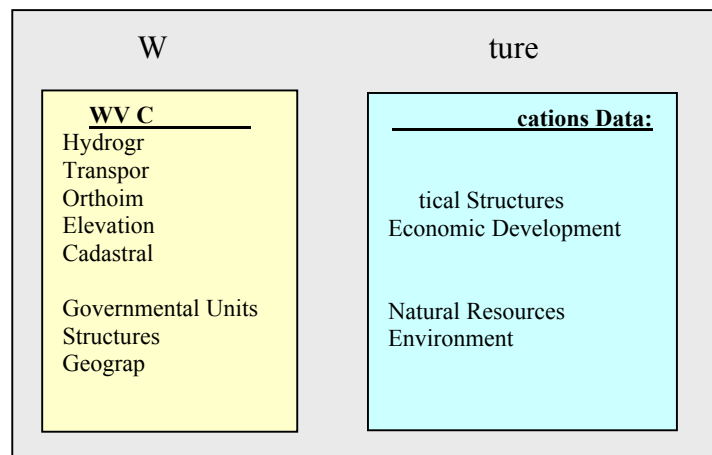 W ture
WV C
Hydrogr
Transpor
Orthoim
Elevation
Cadastral
Governmental Units
Structures
Geograp
cations Data:
tical Structures
Economic Development
Natural Resources
Environment